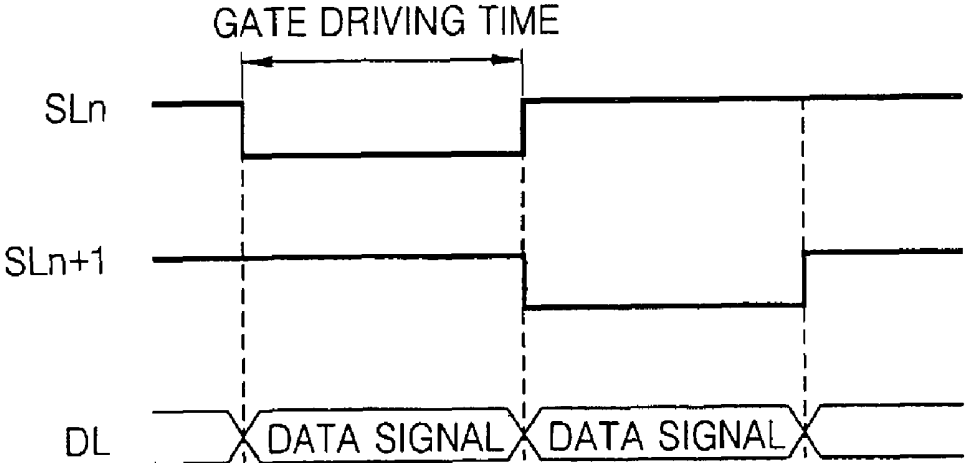 GATE DRIVING TIME
SLn
SLn+1
DL
DATA SIGNAL
DATA SIGNAL